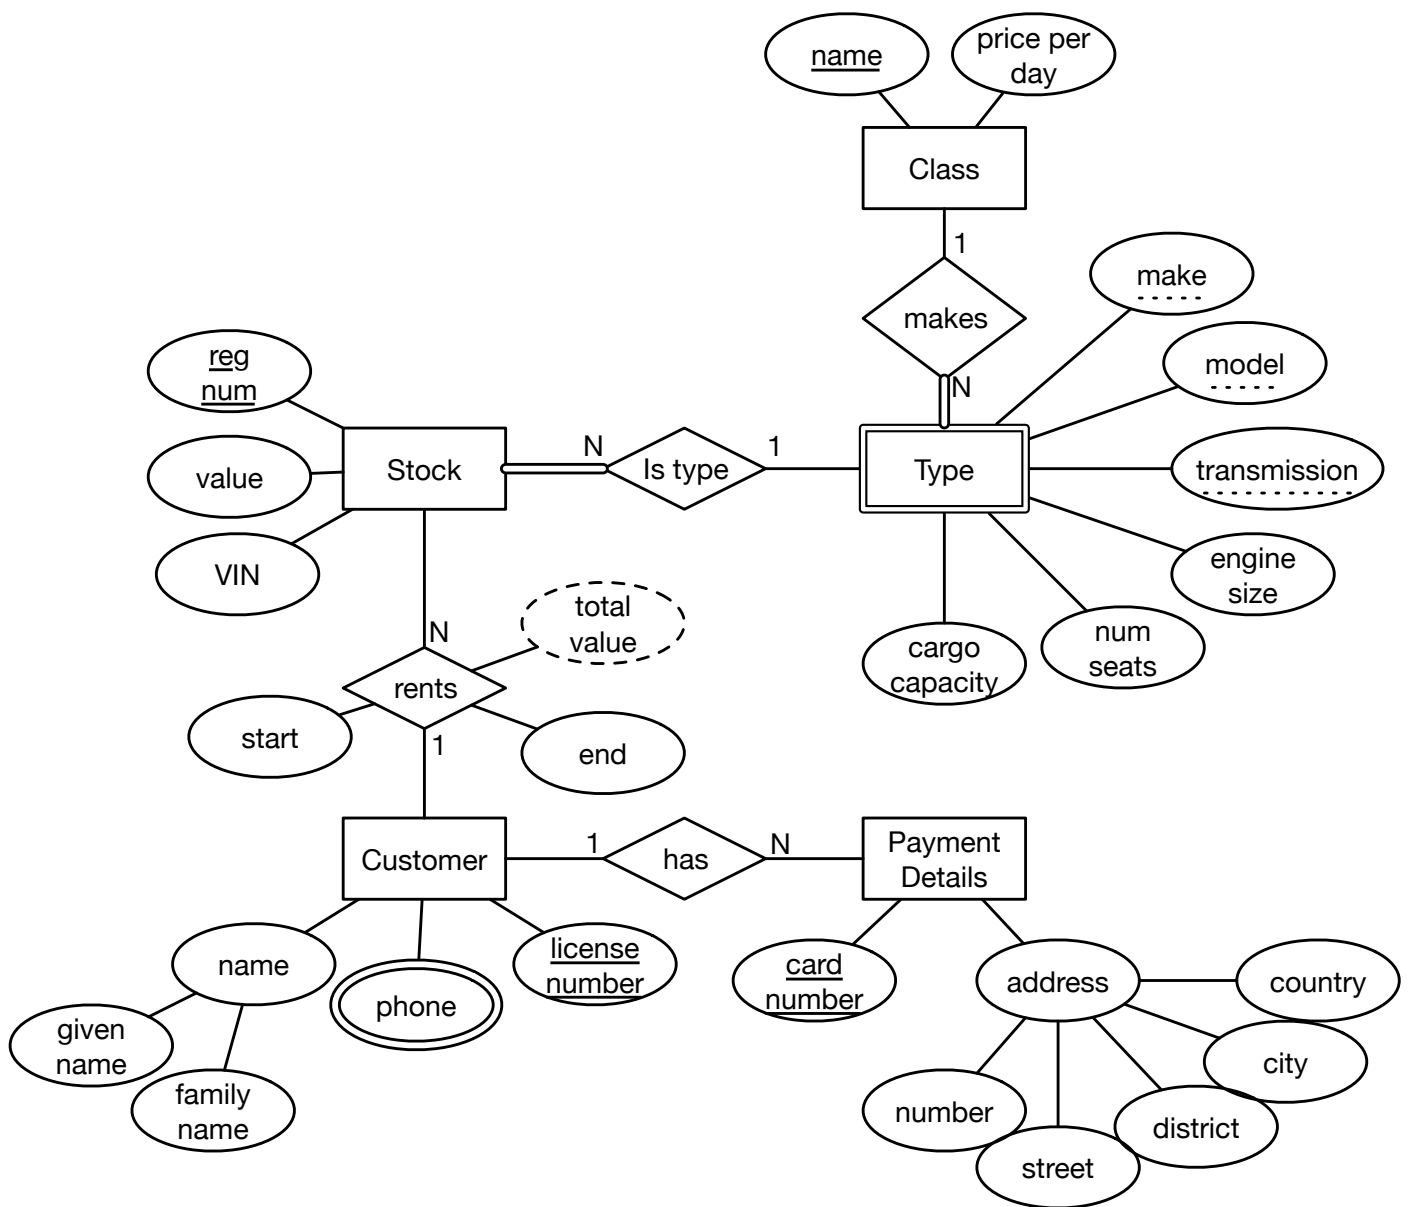 name
price per
day
Class
1
makes
N
make
model
transmission
engine
size
num
seats
cargo
capacity
Type
1
Is type
N
Stock
reg
num
value
VIN
N
total
value
rents
start
end
1
Customer
1
has
N
Payment
Details
name
given
name
family
name
phone
license
number
card
number
address
country
city
district
street
number